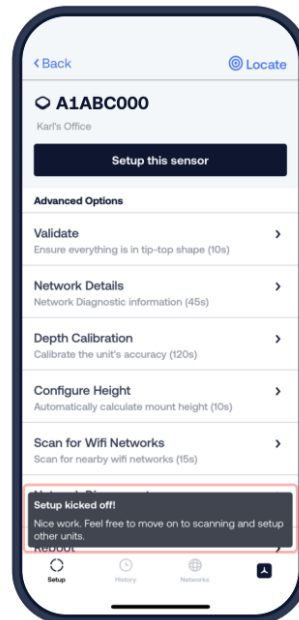 Back
Locate
A1ABC000
Karl's Office
Setup this sensor
Advanced Options
Validate
Ensure everything is in tip-top shape (10s)
Network Details
Network Diagnostic information (45s)
Depth Calibration
Calibrate the unit's accuracy (120s)
Configure Height
Automatically calculate mount height (10s)
Scan for Wifi Networks
Scan for nearby wifi networks (15s)
Setup kicked off!
Nice work. Feel free to move on to scanning and setup
other units.
Reboot
Setup
History
Networks